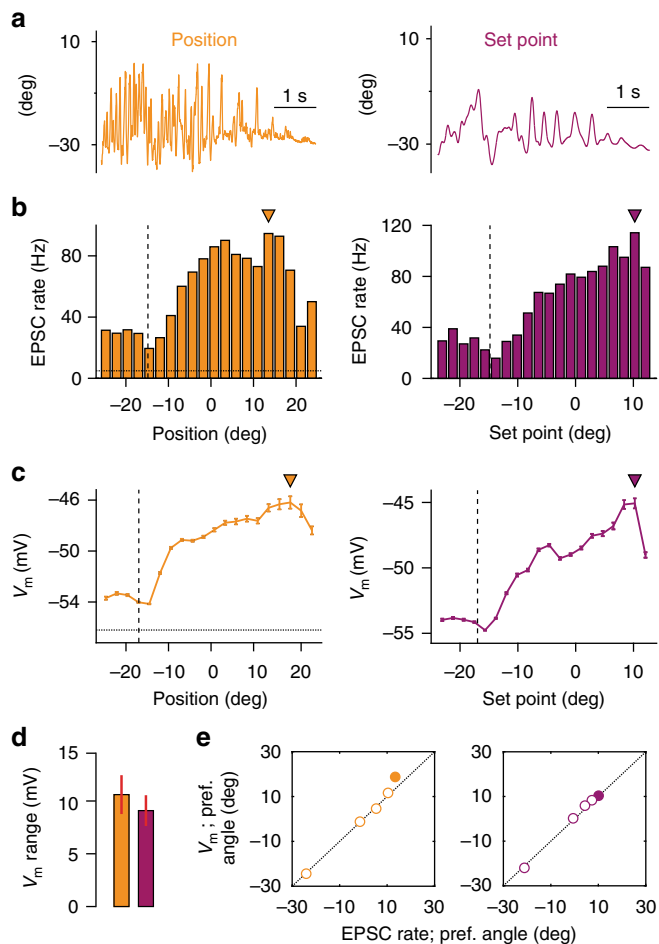 a
Position
Set point
10
10
(deg)
(deg)
1 s
1 s
–30
–30
b
EPSC rate (Hz)
80
40
0
–20
0
20
Position (deg)
EPSC rate (Hz)
120
80
40
0
–20
–10
0
10
Set point (deg)
c
Vm (mV)
–46
–50
–54
–20
–10
0
10
20
Position (deg)
Vm (mV)
–45
–50
–55
–20
–10
0
10
Set point (deg)
d
Vm range (mV)
15
10
5
0
e
Vm ; pref.
angle (deg)
30
10
–10
–30
–30
–10
10
30
30
10
–10
–30
–30
–10
10
30
EPSC rate; pref. angle (deg)